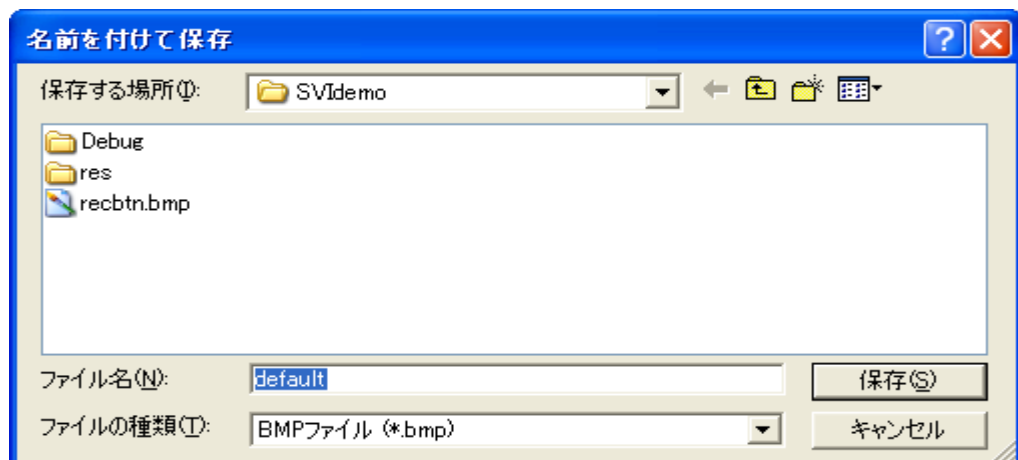 名前を付けて保存
保存する場所(I): SVIdemo
Debug
res
recbtn.bmp
ファイル名(N): default 保存(S)
ファイルの種類(T): BMPファイル (*.bmp) キャンセル